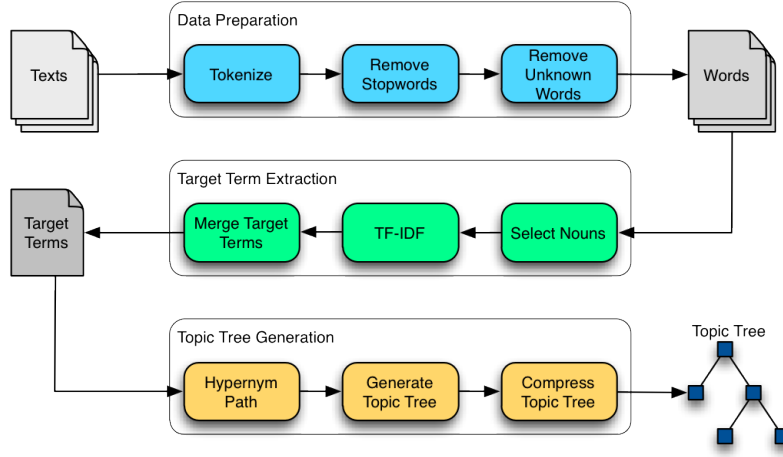 Data Preparation
Texts
Tokenize
Remove
Stopwords
Remove
Unknown
Words
Words
Target Term Extraction
Target
Terms
Merge Target
Terms
TF-IDF
Select Nouns
Topic Tree Generation
Hypernym
Path
Generate
Topic Tree
Compress
Topic Tree
Topic Tree